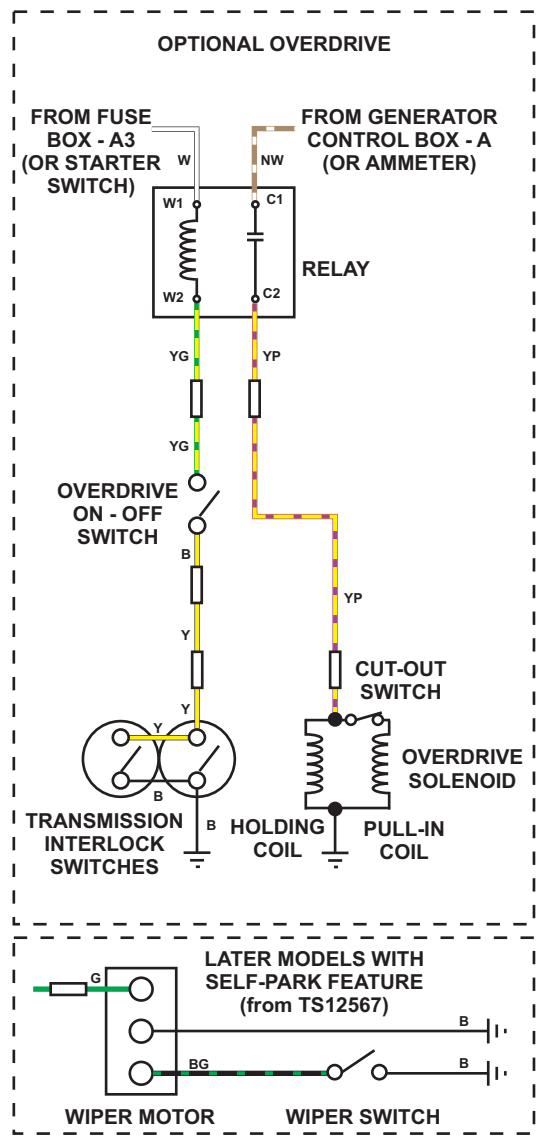 OPTIONAL OVERDRIVE
FROM FUSE
BOX - A3
(OR STARTER
SWITCH)
FROM GENERATOR
CONTROL BOX - A
(OR AMMETER)
W
NW
W1
C1
RELAY
W2
C2
YG
YP
YG
OVERDRIVE
ON - OFF
SWITCH
B
YP
Y
CUT-OUT
SWITCH
Y
Y
OVERDRIVE
SOLENOID
B
TRANSMISSION
INTERLOCK
SWITCHES
B
HOLDING
COIL
PULL-IN
COIL
LATER MODELS WITH
SELF-PARK FEATURE
(from TS12567)
G
B
BG
B
WIPER MOTOR
WIPER SWITCH